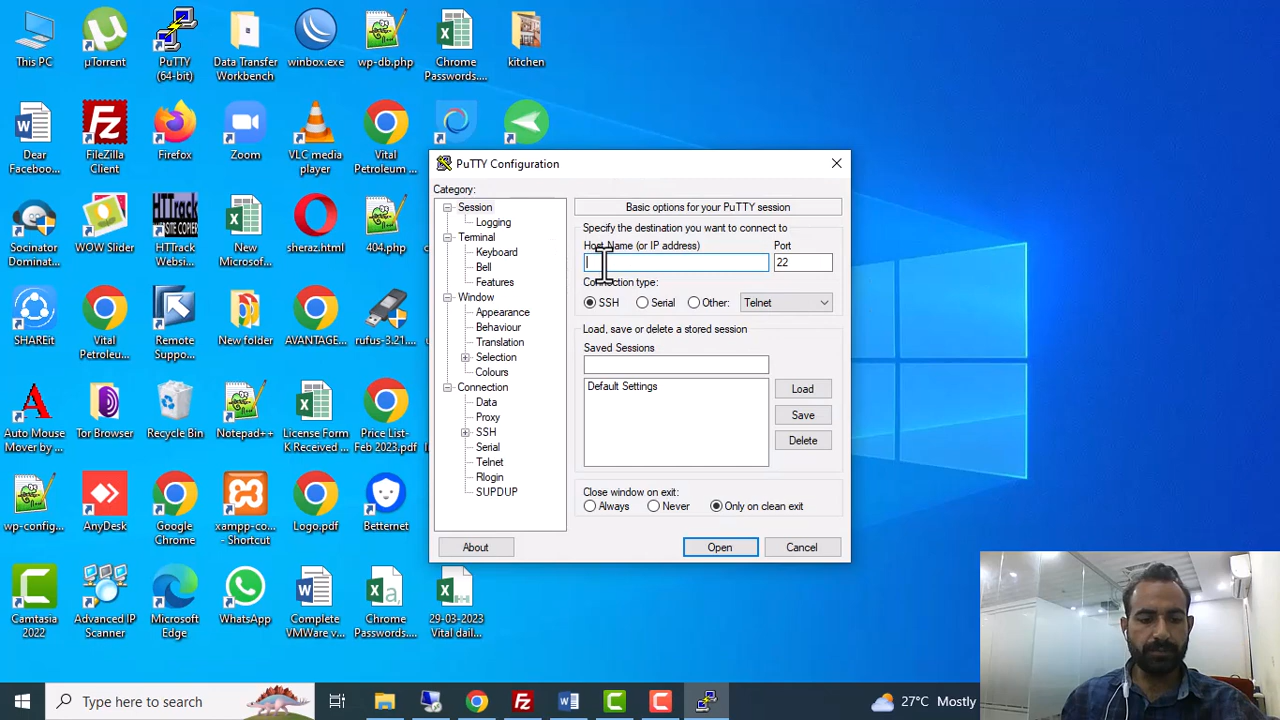 This PC
µTorrent
PuTTY
(64-bit)
Data Transfer
Workbench
winbox.exe
wp-db.php
Chrome
Passwords....
kitchen
Dear
Faceboo...
FileZilla
Client
Firefox
Zoom
VLC media
player
Vital
Petroleum ...
Socinator
Dominat...
WOW Slider
HTTrack
WEBSITE COPIER
HTTrack
Websi...
New
Microsof...
sheraz.html
404.php
SHAREit
Vital
Petroleu...
Remote
Suppo...
New folder
AVANTAGE...
rufus-3.21....
Auto Mouse
Mover by ...
Tor Browser
Recycle Bin
Notepad++
License Form
K Received ...
Price List-
Feb 2023.pdf
wp-config...
AnyDesk
Google
Chrome
xampp-co...
- Shortcut
Logo.pdf
Betternet
Camtasia
2022
Advanced IP
Scanner
Microsoft
Edge
WhatsApp
Complete
VMWare v...
Chrome
Passwords....
29-03-2023
Vital dail...
PuTTY Configuration
Category:
Session
Logging
Terminal
Keyboard
Bell
Features
Window
Appearance
Behaviour
Translation
Selection
Colours
Connection
Data
Proxy
SSH
Serial
Telnet
Rlogin
SUPDUP
Basic options for your PuTTY session
Specify the destination you want to connect to
Host Name (or IP address) Port
22
Connection type:
SSH Serial Other: Telnet
Load, save or delete a stored session
Saved Sessions
Default Settings
Load
Save
Delete
Close window on exit:
Always Never Only on clean exit
About Open Cancel
Type here to search
27°C Mostly